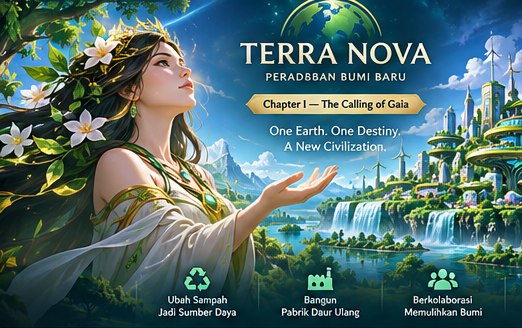 TERRA NOVA
PERADBBAN BUMI BARU
Chapter I — The Calling of Gaia
One Earth. One Destiny.
A New Civilization.
Ubah Sampah
Jadi Sumber Daya
Bangun
Pabrik Daur Ulang
Berkolaborasi
Memulihkan Bumi